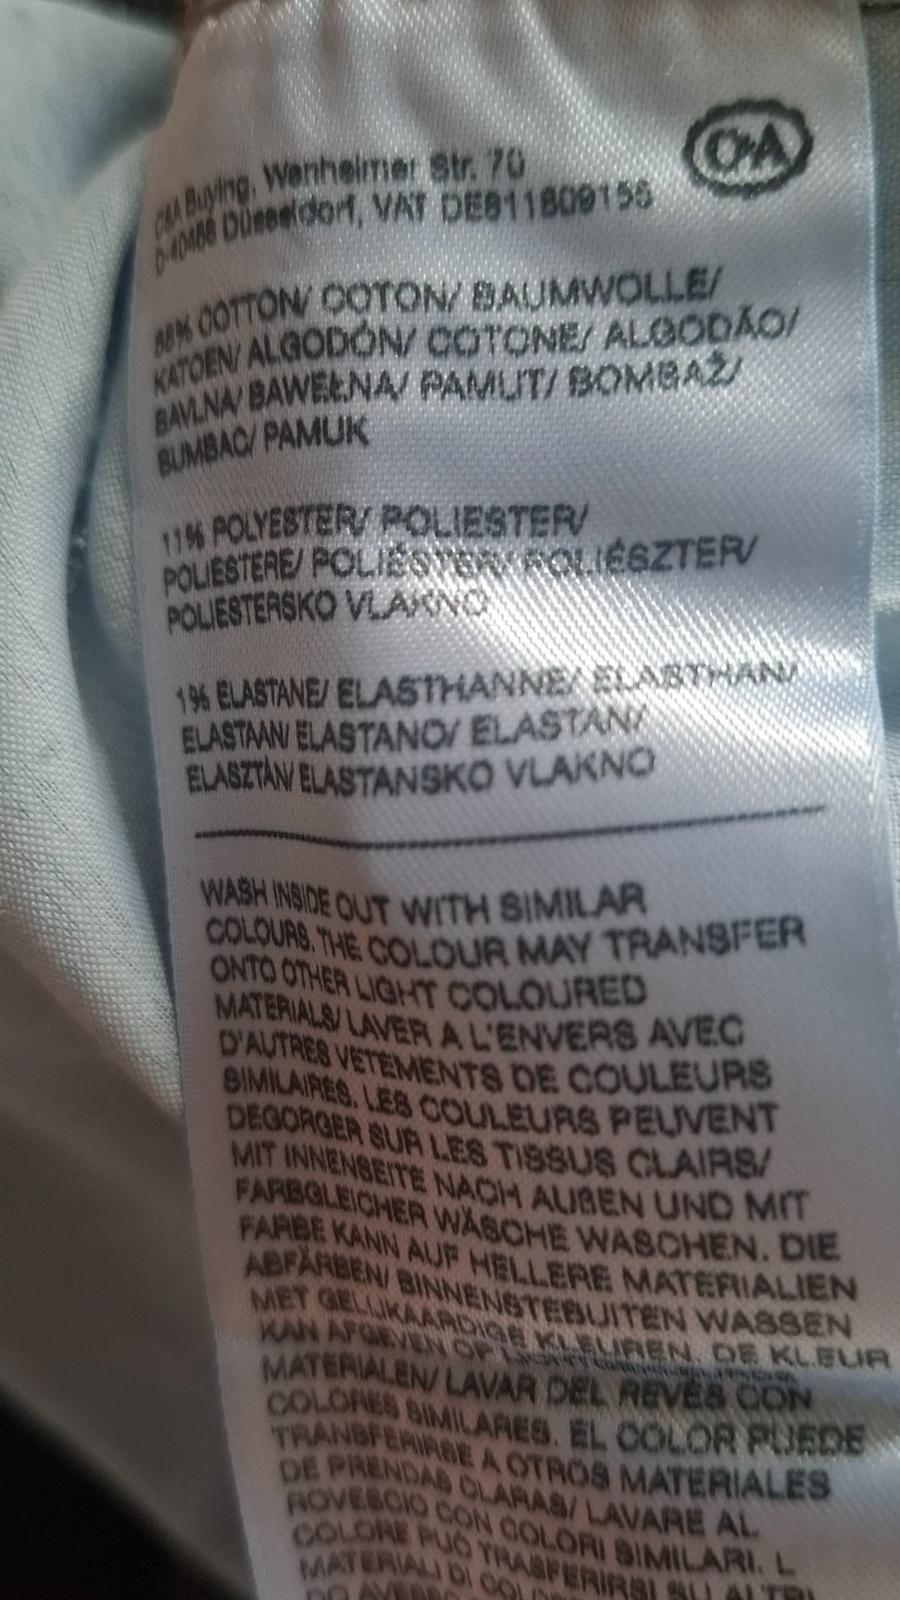 C&A
C&A Buying, Wanheimer Str. 70
D-40468 Düsseldorf, VAT DE811809155
88% COTTON/ COTON/ BAUMWOLLE/
KATOEN/ ALGODÓN/ COTONE/ ALGODÃO/
BAVLNA/ BAWEŁNA/ PAMUT/ BOMBAŽ/
BUMBAC/ PAMUK
11% POLYESTER/ POLIESTER/
POLIESTERE/ POLIÉSTER/ POLIÉSZTER/
POLIESTERSKO VLAKNO
1% ELASTANE/ ELASTHANNE/ ELASTHAN/
ELASTAAN/ ELASTANO/ ELASTAN/
ELASZTÁN/ ELASTANSKO VLAKNO
WASH INSIDE OUT WITH SIMILAR
COLOURS. THE COLOUR MAY TRANSFER
ONTO OTHER LIGHT COLOURED
MATERIALS/ LAVER A L'ENVERS AVEC
D'AUTRES VETEMENTS DE COULEURS
SIMILAIRES. LES COULEURS PEUVENT
DEGORGER SUR LES TISSUS CLAIRS/
MIT INNENSEITE NACH AUßEN UND MIT
FARBGLEICHER WÄSCHE WASCHEN. DIE
FARBE KANN AUF HELLERE MATERIALIEN
ABFÄRBEN/ BINNENSTEBUITEN WASSEN
MET GELIJKAARDIGE KLEUREN. DE KLEUR
KAN AFGEVEN OP
MATERIALEN/ LAVAR DEL REVÉS CON
COLORES SIMILARES. EL COLOR PUEDE
TRANSFERIRSE A OTROS MATERIALES
DE PRENDAS CLARAS/ LAVARE AL
ROVESCIO CON COLORI SIMILARI. L
COLORE PUÒ TRASFERIRSI SU ALTRI
MATERIALI DI